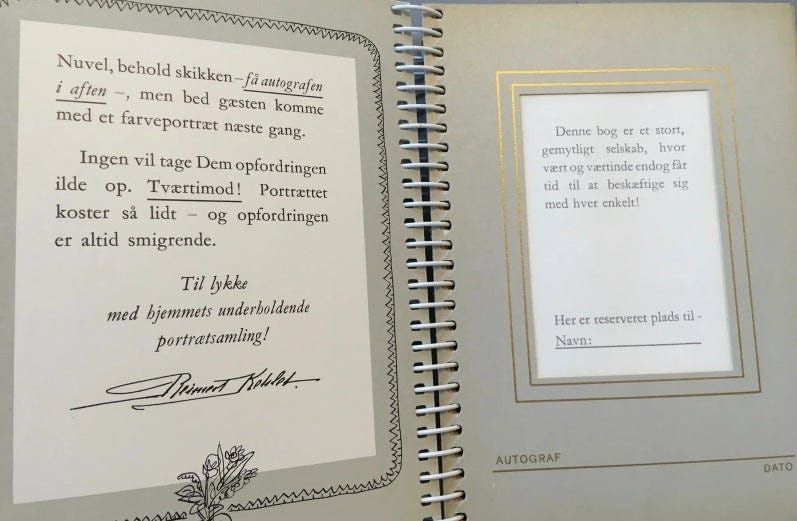 Nuvel, behold skikken – få autografen
i aften –, men bed gæsten komme
med et farveportræt næste gang.
Ingen vil tage Dem opfordringen
ilde op. Tværtimod! Portrættet
koster så lidt – og opfordringen
er altid smigrende.
Til lykke
med hjemmets underholdende
portrætsamling!
Denne bog er et stort,
gemytligt selskab, hvor
vært og værtinde endog får
tid til at beskæftige sig
med hver enkelt!
Her er reserveret plads til -
Navn:
AUTOGRAF
DATO